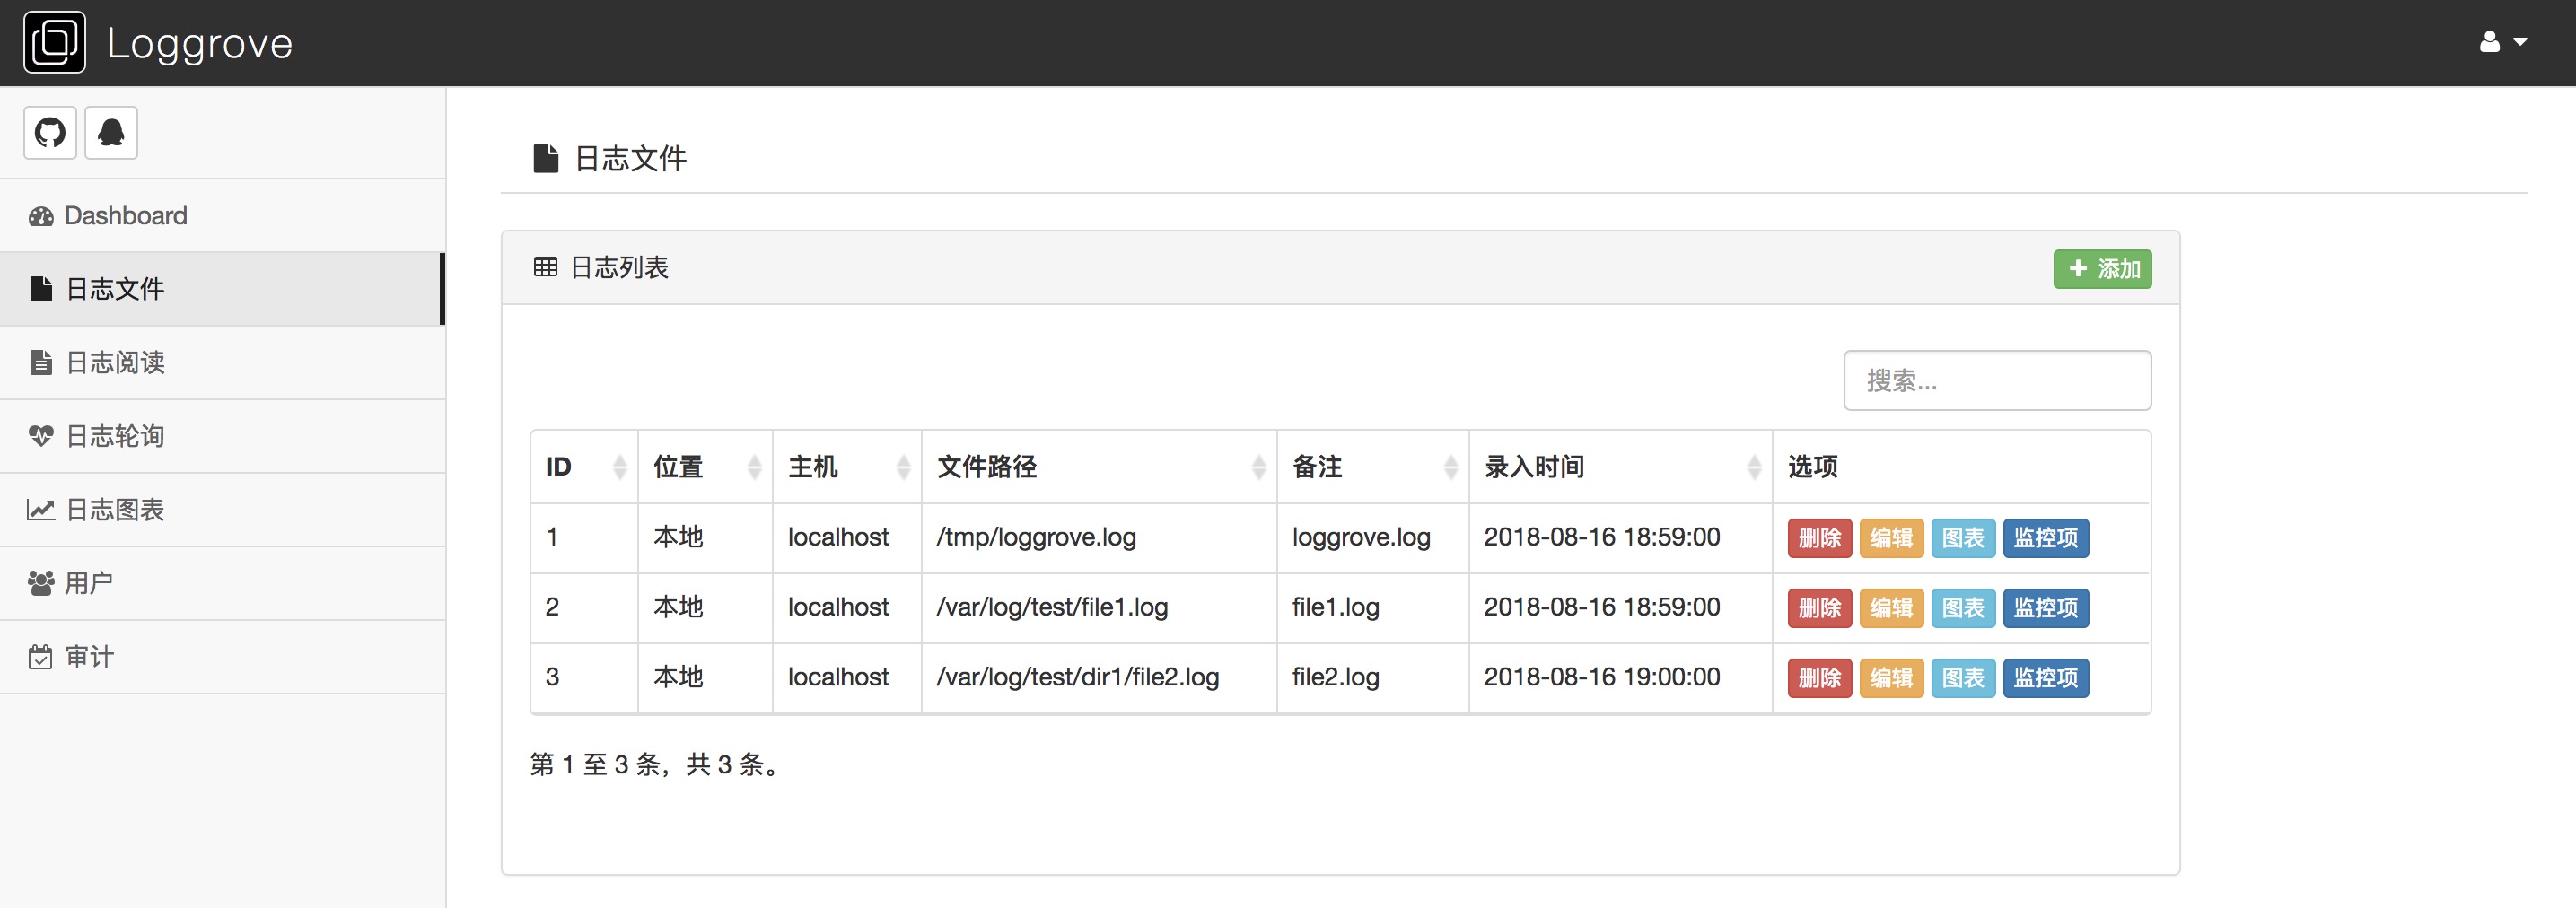 Loggrove
Dashboard
日志文件
日志阅读
日志轮询
日志图表
用户
审计
日志文件
日志列表
添加
搜索...
ID 位置 主机 文件路径 备注 录入时间 选项
1 本地 localhost /tmp/loggrove.log loggrove.log 2018-08-16 18:59:00 删除 编辑 图表 监控项
2 本地 localhost /var/log/test/file1.log file1.log 2018-08-16 18:59:00 删除 编辑 图表 监控项
3 本地 localhost /var/log/test/dir1/file2.log file2.log 2018-08-16 19:00:00 删除 编辑 图表 监控项
第 1 至 3 条，共 3 条。